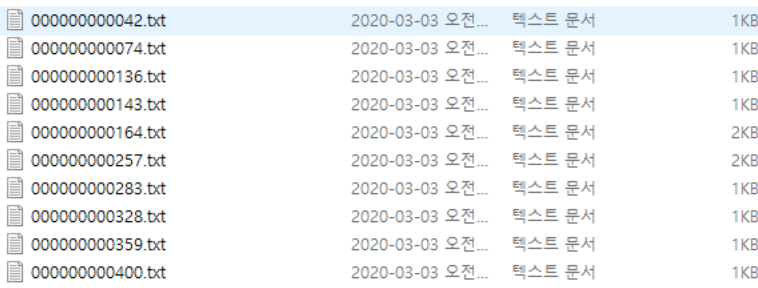 000000000042.txt 2020-03-03 오전... 텍스트 문서 1KB
000000000074.txt 2020-03-03 오전... 텍스트 문서 1KB
000000000136.txt 2020-03-03 오전... 텍스트 문서 1KB
000000000143.txt 2020-03-03 오전... 텍스트 문서 1KB
000000000164.txt 2020-03-03 오전... 텍스트 문서 2KB
000000000257.txt 2020-03-03 오전... 텍스트 문서 2KB
000000000283.txt 2020-03-03 오전... 텍스트 문서 1KB
000000000328.txt 2020-03-03 오전... 텍스트 문서 1KB
000000000359.txt 2020-03-03 오전... 텍스트 문서 1KB
000000000400.txt 2020-03-03 오전... 텍스트 문서 1KB